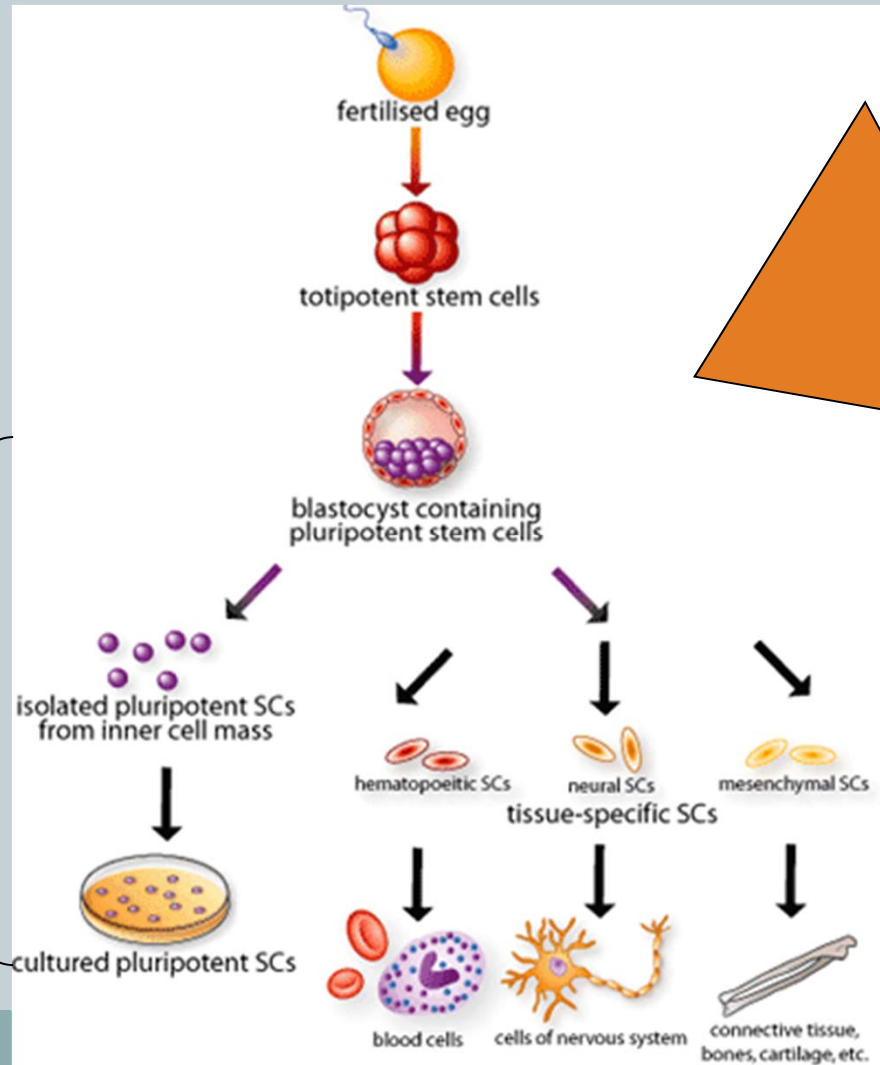 fertilised egg
totipotent stem cells
blastocyst containing
pluripotent stem cells
isolated pluripotent SCs
from inner cell mass
cultured pluripotent SCs
hematopoeitic SCs
neural SCs
mesenchymal SCs
tissue-specific SCs
blood cells
cells of nervous system
connective tissue,
bones, cartilage, etc.